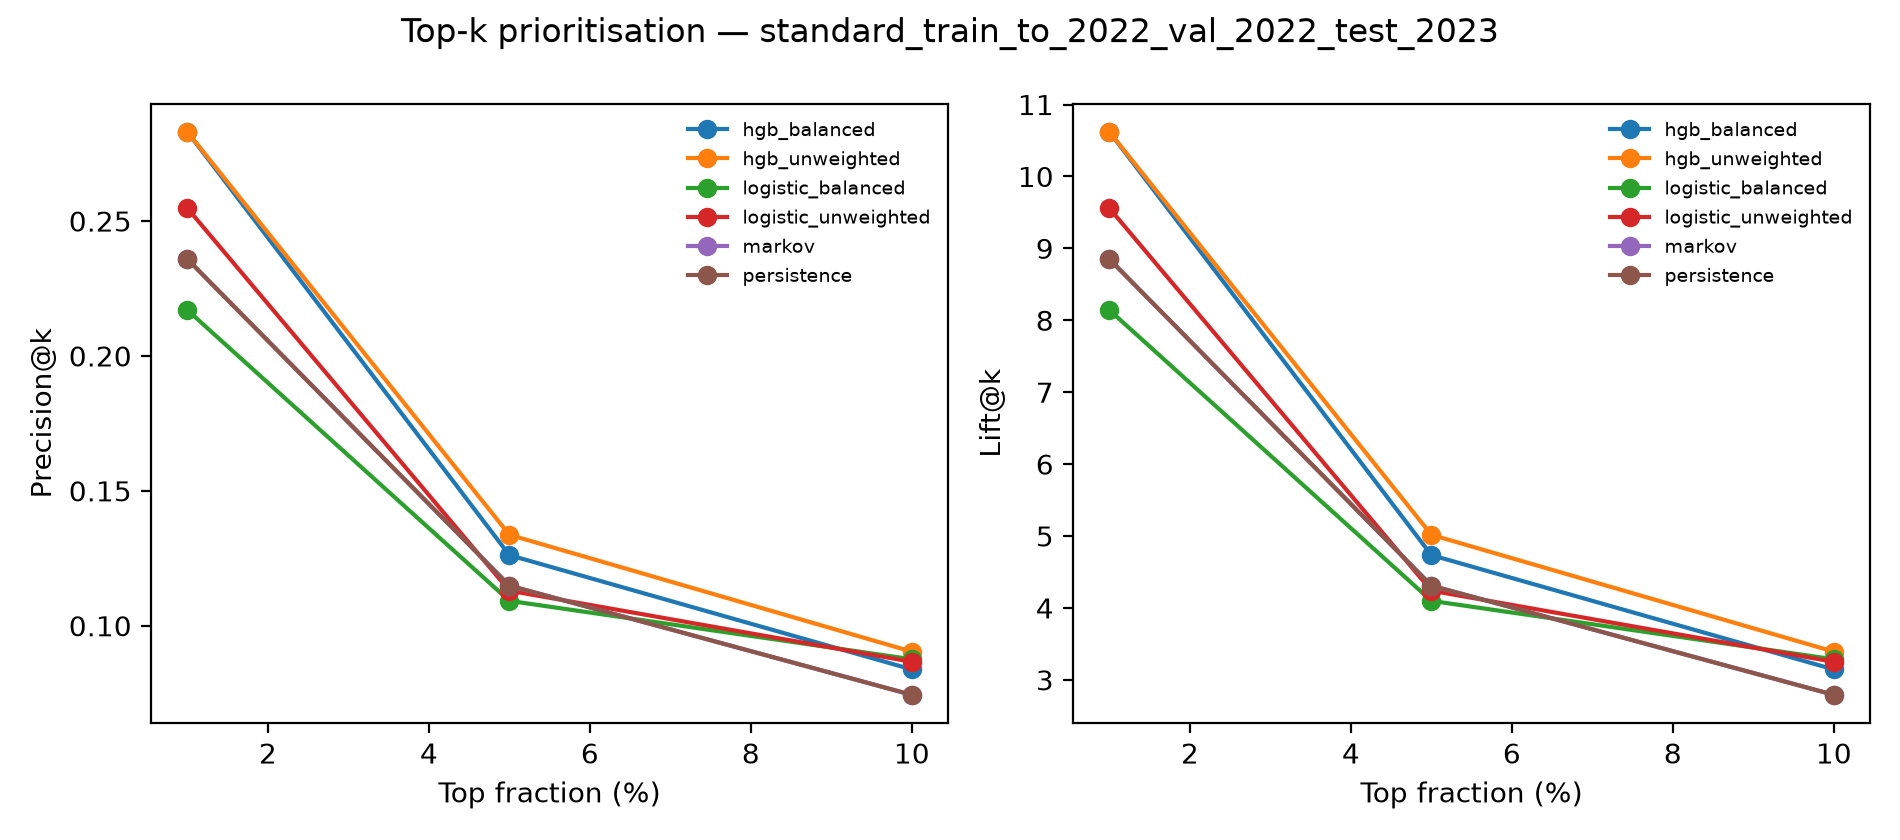 Top-k prioritisation — standard_train_to_2022_val_2022_test_2023
Precision@k
0.25
0.20
0.15
0.10
2 4 6 8 10
Top fraction (%)
hgb_balanced
hgb_unweighted
logistic_balanced
logistic_unweighted
markov
persistence
Lift@k
11
10
9
8
7
6
5
4
3
2 4 6 8 10
Top fraction (%)
hgb_balanced
hgb_unweighted
logistic_balanced
logistic_unweighted
markov
persistence